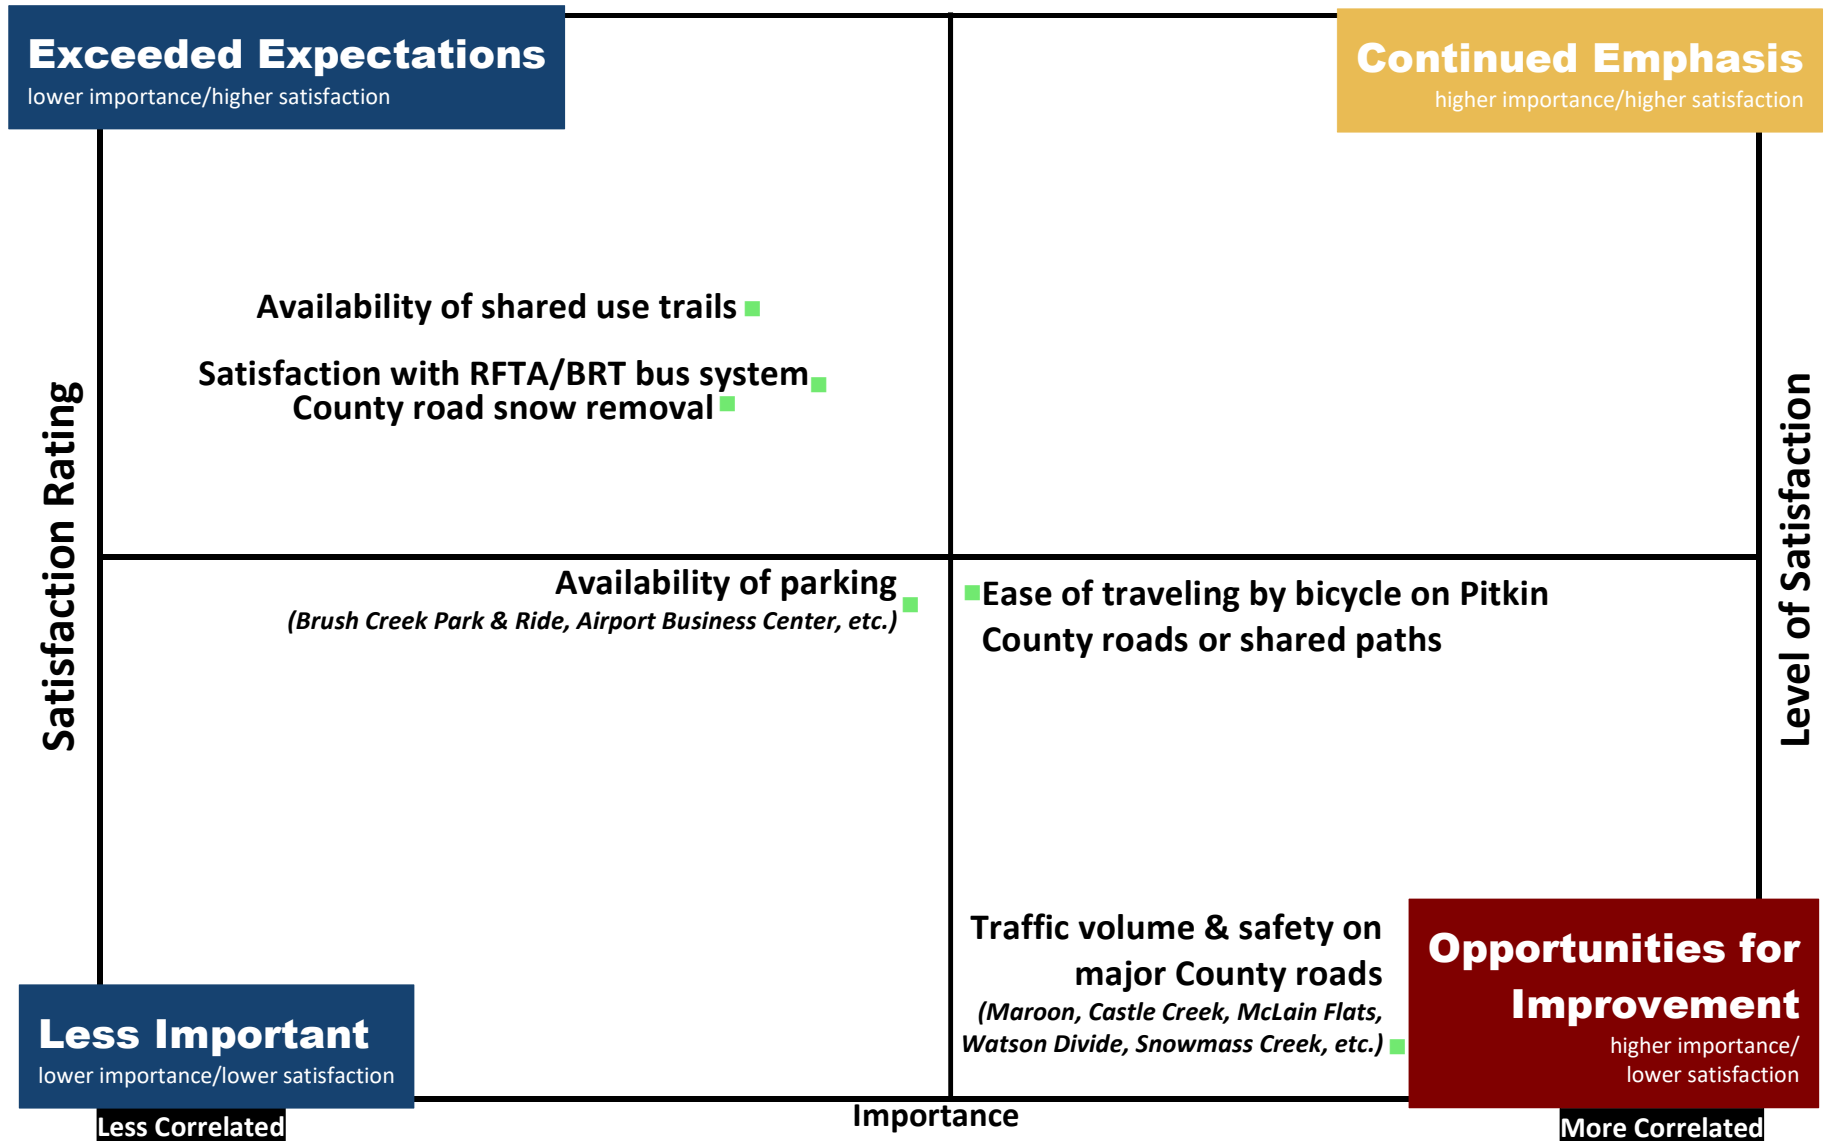 Exceeded Expectations
lower importance/higher satisfaction
Continued Emphasis
higher importance/higher satisfaction
Availability of shared use trails
Satisfaction with RFTA/BRT bus system
County road snow removal
Satisfaction Rating
Level of Satisfaction
Availability of parking
(Brush Creek Park & Ride, Airport Business Center, etc.)
Ease of traveling by bicycle on Pitkin
County roads or shared paths
Traffic volume & safety on
major County roads
(Maroon, Castle Creek, McLain Flats,
Watson Divide, Snowmass Creek, etc.)
Opportunities for
Improvement
higher importance/
lower satisfaction
Less Important
lower importance/lower satisfaction
Less Correlated
Importance
More Correlated